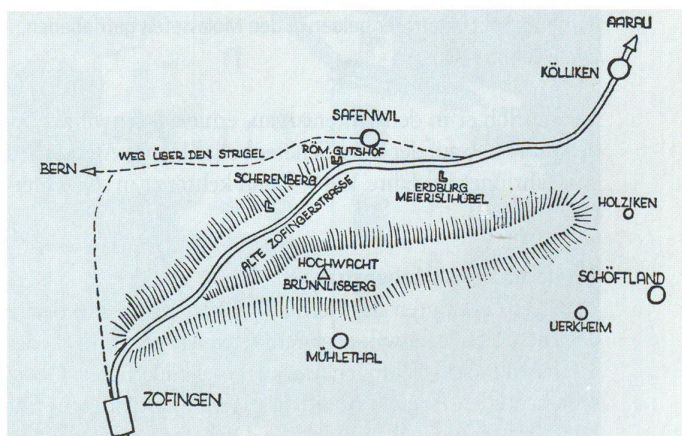 AARAU
KÖLLIKEN
SAFENWIL
WEG ÜBER DEN STRIGEL
RÖM. GUTSHOF
BERN
SCHERENBERG
ERDBURG
MEIERISLIHÜBEL
HOLZIKEN
ALTE ZOFINGERSTRASSE
HOCHWACHT
BRÜNNLISBERG
SCHÖFTLAND
UERKHEIM
MÜHLETHAL
ZOFINGEN